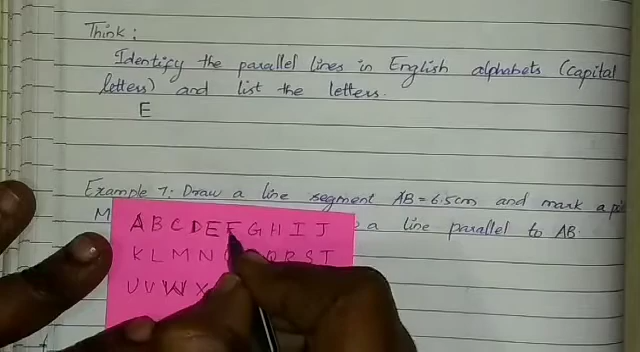 Think:
Identify the parallel lines in English alphabets (capital
letters) and list the letters.
E
Example 7: Draw a line segment AB = 6.5cm and mark a
M a line parallel to AB.
A B C D E F G H I J
K L M N Q R S T
U V W X